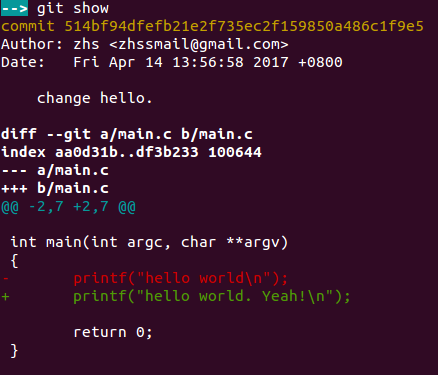 --> git show
commit 514bf94dfefb21e2f735ec2f159850a486c1f9e5
Author: zhs <zhssmail@gmail.com>
Date:   Fri Apr 14 13:56:58 2017 +0800

    change hello.

diff --git a/main.c b/main.c
index aa0d31b..df3b233 100644
--- a/main.c
+++ b/main.c
@@ -2,7 +2,7 @@

 int main(int argc, char **argv)
 {
-       printf("hello world\n");
+       printf("hello world. Yeah!\n");

        return 0;
 }